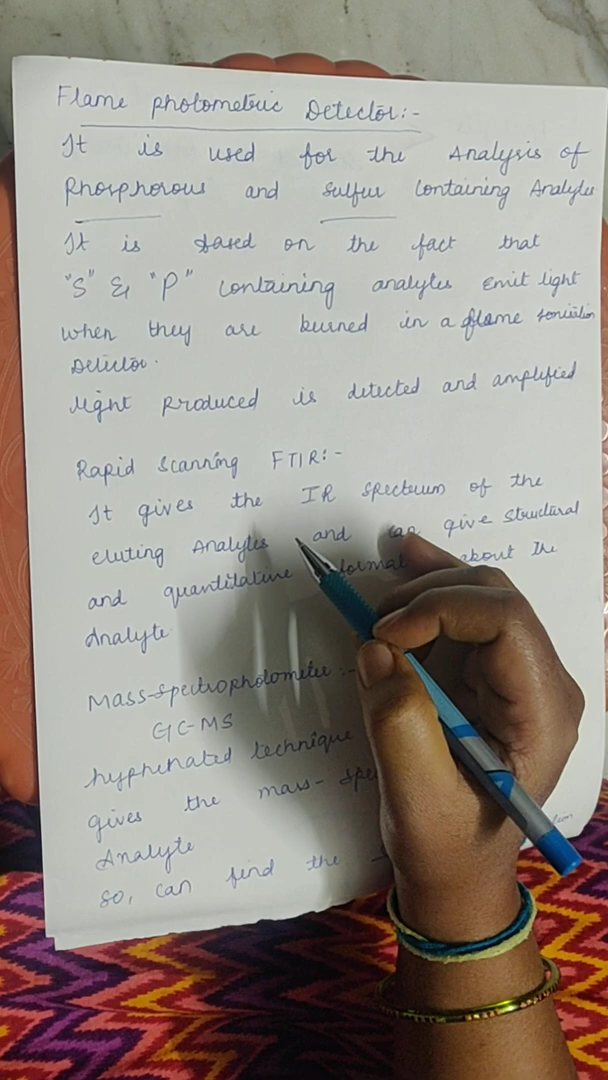 Flame photometric Detector:-
It is used for the Analysis of
Phosphorous and sulfur Containing Analytes
It is based on the fact that
"S" & "P" Containing analytes emit light
when they are burned in a flame Ionisation
Detector.
light produced is detected and amplified
Rapid Scanning FTIR:-
It gives the IR spectrum of the
eluting Analytes and can give structural
and quantitative about the
Analyte
Mass-Spectrophotometer:-
GC-MS
hyphenated technique
gives the mass-
Analyte
so, can find the